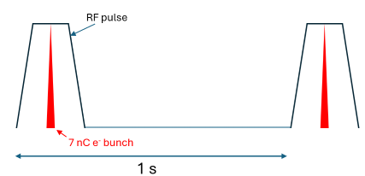 RF pulse
7 nC e⁻ bunch
1 s